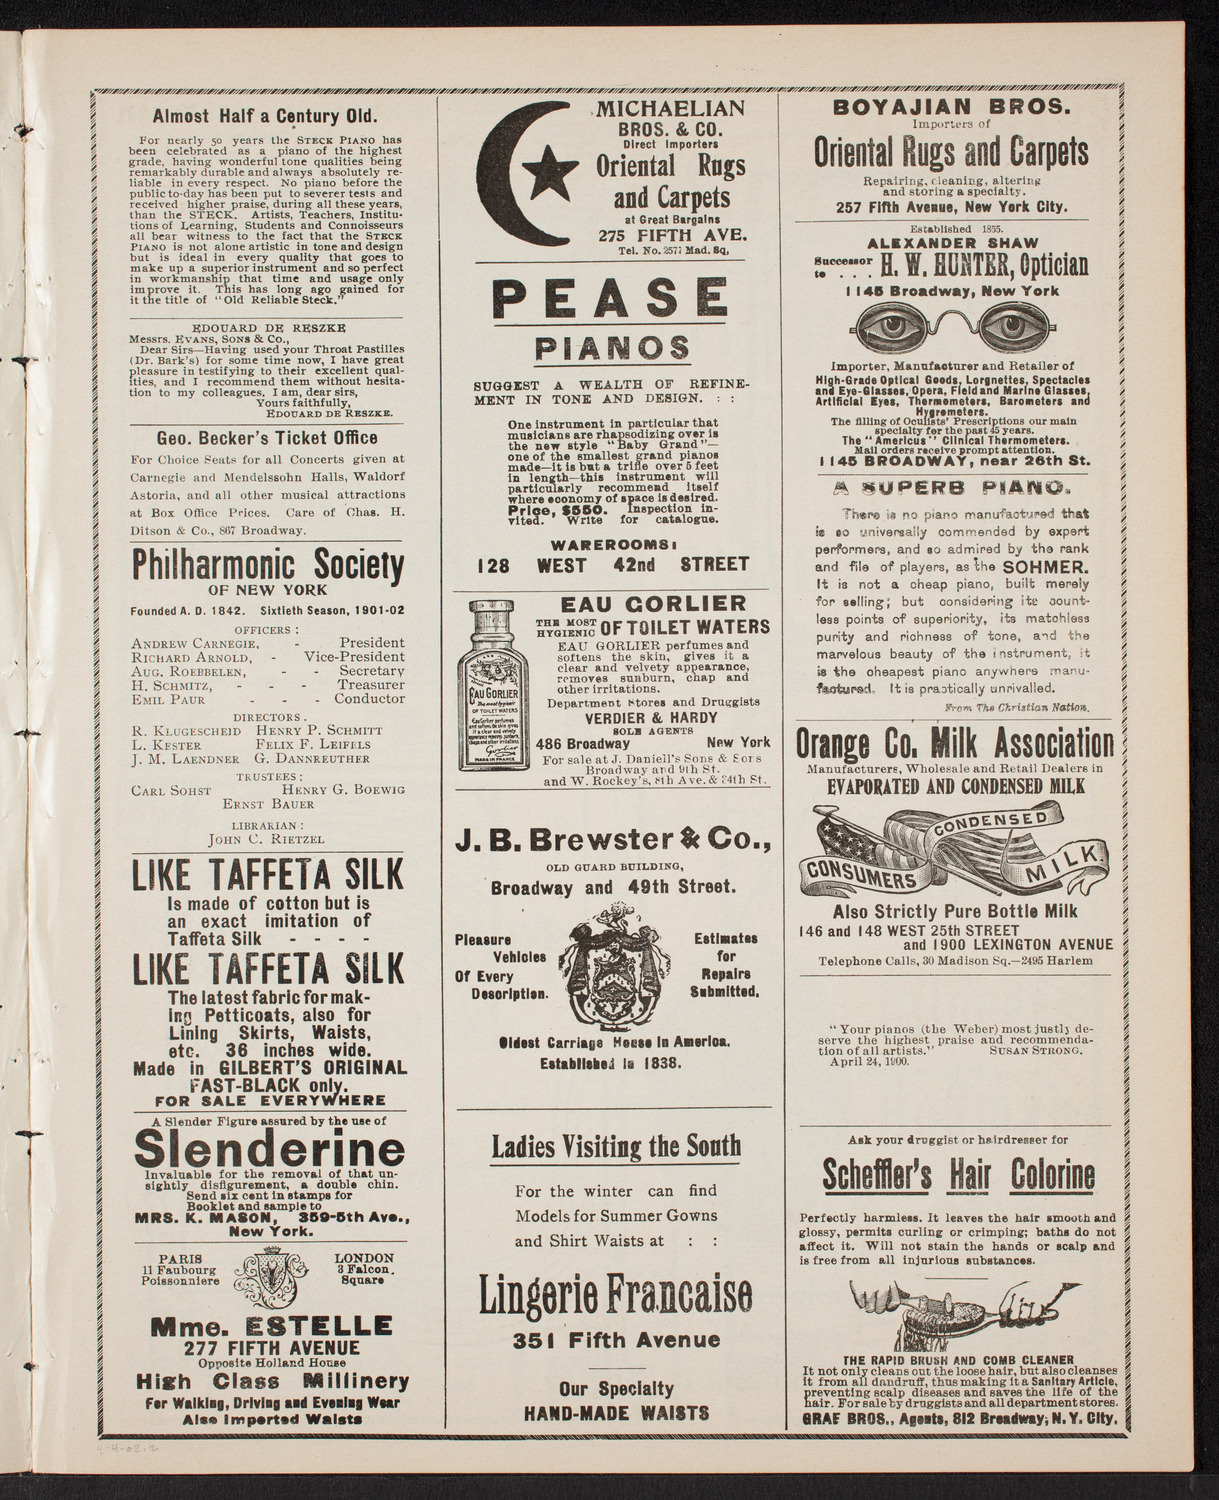 Almost Half a Century Old.
For nearly 50 years the STECK PIANO has
been celebrated as a piano of the highest
grade, having wonderful tone qualities being
remarkably durable and always absolutely re-
liable in every respect. No piano before the
public to-day has been put to severer tests and
received higher praise, during all these years,
than the STECK. Artists, Teachers, Institu-
tions of Learning, Students and Connoisseurs
all bear witness to the fact that the STECK
PIANO is not alone artistic in tone and design
but is ideal in every quality that goes to
make up a superior instrument and so perfect
in workmanship that time and usage only
improve it. This has long ago gained for
it the title of "Old Reliable Steck."
EDOUARD DE RESZKE
Messrs. EVANS, SONS & Co.,
Dear Sirs—Having used your Throat Pastilles
(Dr. Bark's) for some time now, I have great
pleasure in testifying to their excellent qual-
ities, and I recommend them without hesita-
tion to my colleagues. I am, dear sirs,
Yours faithfully,
EDOUARD DE RESZKE.
Geo. Becker's Ticket Office
For Choice Seats for all Concerts given at
Carnegie and Mendelssohn Halls, Waldorf
Astoria, and all other musical attractions
at Box Office Prices. Care of Chas. H.
Ditson & Co., 867 Broadway.
Philharmonic Society
OF NEW YORK
Founded A. D. 1842. Sixtieth Season, 1901-02
OFFICERS:
ANDREW CARNEGIE, - President
RICHARD ARNOLD, - Vice-President
AUG. ROEBBELEN, - - Secretary
H. SCHMITZ, - - - Treasurer
EMIL PAUR - - - Conductor
DIRECTORS.
R. KLUGESCHEID HENRY P. SCHMITT
L. KESTER FELIX F. LEIFELS
J. M. LAENDNER G. DANNREUTHER
TRUSTEES:
CARL SOHST HENRY G. BOEWIG
ERNST BAUER
LIBRARIAN:
JOHN C. RIETZEL
LIKE TAFFETA SILK
Is made of cotton but is
an exact imitation of
Taffeta Silk - - - -
LIKE TAFFETA SILK
The latest fabric for mak-
ing Petticoats, also for
Lining Skirts, Waists,
etc. 36 inches wide.
Made in GILBERT'S ORIGINAL
FAST-BLACK only.
FOR SALE EVERYWHERE
A Slender Figure assured by the use of
Slenderine
Invaluable for the removal of that un-
sightly disfigurement, a double chin.
Send six cent in stamps for
Booklet and sample to
MRS. K. MASON, 359-5th Ave.,
New York.
PARIS
11 Faubourg
Poissonniere
LONDON
3 Falcon
Square
Mme. ESTELLE
277 FIFTH AVENUE
Opposite Holland House
High Class Millinery
For Walking, Driving and Evening Wear
Also Imported Waists
4-4-02.2
MICHAELIAN
BROS. & CO.
Direct Importers
Oriental Rugs
and Carpets
at Great Bargains
275 FIFTH AVE.
Tel. No. 2577 Mad. Sq.
PEASE
PIANOS
SUGGEST A WEALTH OF REFINE-
MENT IN TONE AND DESIGN. : :
One instrument in particular that
musicians are rhapsodizing over is
the new style "Baby Grand"—
one of the smallest grand pianos
made—it is but a trifle over 5 feet
in length—this instrument will
particularly recommend itself
where economy of space is desired.
Price, $550. Inspection in-
vited. Write for catalogue.
WAREROOMS:
128 WEST 42nd STREET
EAU GORLIER
THE MOST HYGIENIC OF TOILET WATERS
EAU GORLIER perfumes and
softens the skin, gives it a
clear and velvety appearance,
removes sunburn, chap and
other irritations.
Department Stores and Druggists
VERDIER & HARDY
SOLE AGENTS
486 Broadway New York
For sale at J. Daniell's Sons & Sors
Broadway and 9th St.
and W. Rockey's, 8th Ave. & 34th St.
EAU GORLIER
The most hygienic
OF TOILET WATERS
Eau Gorlier perfumes
and softens the skin, gives
it a clear and velvety
appearance removes sunburn,
chap and other irritations
Gorlier
MADE IN FRANCE
J. B. Brewster & Co.,
OLD GUARD BUILDING,
Broadway and 49th Street.
Pleasure
Vehicles
Of Every
Description.
Estimates
for
Repairs
Submitted.
Oldest Carriage House in America.
Established in 1838.
Ladies Visiting the South
For the winter can find
Models for Summer Gowns
and Shirt Waists at : :
Lingerie Francaise
351 Fifth Avenue
Our Specialty
HAND-MADE WAISTS
BOYAJIAN BROS.
Importers of
Oriental Rugs and Carpets
Repairing, cleaning, altering
and storing a specialty.
257 Fifth Avenue, New York City.
Established 1855.
ALEXANDER SHAW
Successor to . . . H. W. HUNTER, Optician
1145 Broadway, New York
Importer, Manufacturer and Retailer of
High-Grade Optical Goods, Lorgnettes, Spectacles
and Eye-Glasses, Opera, Field and Marine Glasses,
Artificial Eyes, Thermometers, Barometers and
Hygrometers.
The filling of Oculists' Prescriptions our main
specialty for the past 45 years.
The "Americus" Clinical Thermometers.
Mail orders receive prompt attention.
1145 BROADWAY, near 26th St.
A SUPERB PIANO.
There is no piano manufactured that
is so universally commended by expert
performers, and so admired by the rank
and file of players, as the SOHMER.
It is not a cheap piano, built merely
for selling; but considering its count-
less points of superiority, its matchless
purity and richness of tone, and the
marvelous beauty of the instrument, it
is the cheapest piano anywhere manu-
factured. It is practically unrivalled.
From The Christian Nation.
Orange Co. Milk Association
Manufacturers, Wholesale and Retail Dealers in
EVAPORATED AND CONDENSED MILK
CONSUMERS CONDENSED MILK.
Also Strictly Pure Bottle Milk
146 and 148 WEST 25th STREET
and 1900 LEXINGTON AVENUE
Telephone Calls, 30 Madison Sq.—2495 Harlem
"Your pianos (the Weber) most justly de-
serve the highest praise and recommenda-
tion of all artists." SUSAN STRONG.
April 24, 1900.
Ask your druggist or hairdresser for
Scheffler's Hair Colorine
Perfectly harmless. It leaves the hair smooth and
glossy, permits curling or crimping; baths do not
affect it. Will not stain the hands or scalp and
is free from all injurious substances.
THE RAPID BRUSH AND COMB CLEANER
It not only cleans out the loose hair, but also cleanses
it from all dandruff, thus making it a Sanitary Article,
preventing scalp diseases and saves the life of the
hair. For sale by druggists and all department stores.
GRAF BROS., Agents, 812 Broadway, N. Y. City.